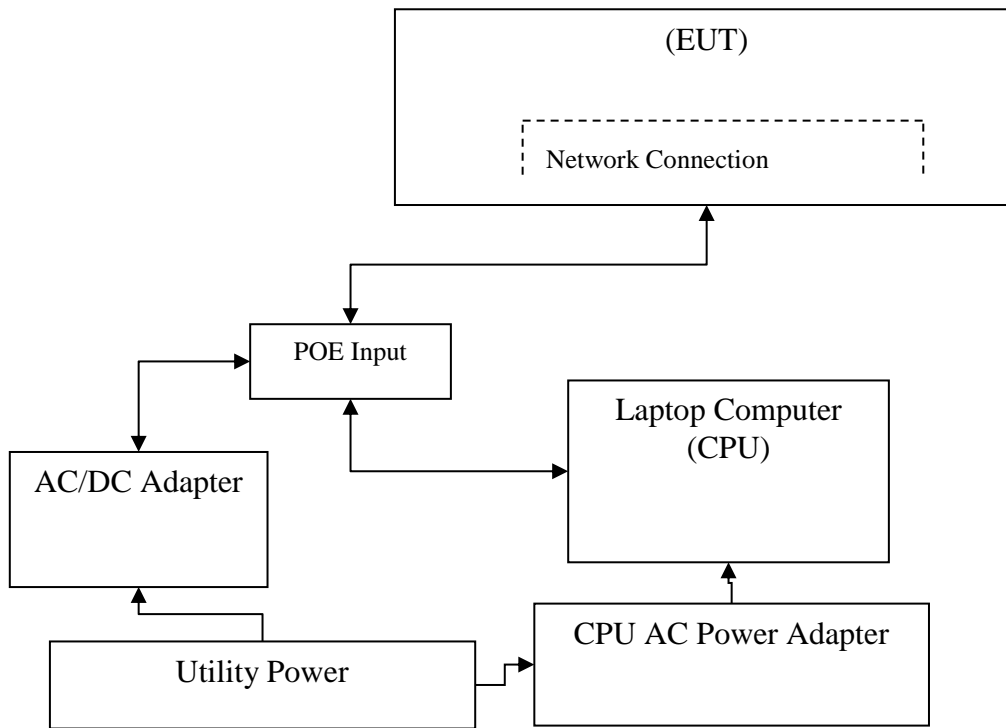 (EUT)
Network Connection
POE Input
Laptop Computer
(CPU)
AC/DC Adapter
CPU AC Power Adapter
Utility Power